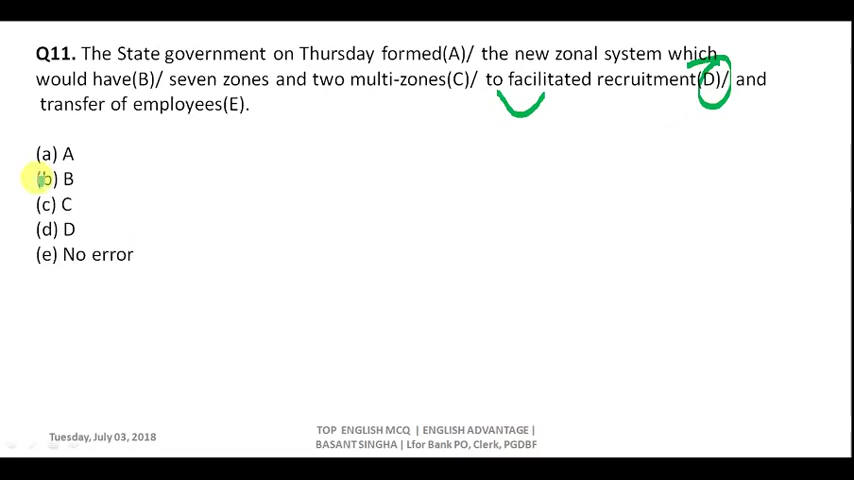 Q11. The State government on Thursday formed(A)/ the new zonal system which
would have(B)/ seven zones and two multi-zones(C)/ to facilitated recruitment(D)/ and
transfer of employees(E).
(a) A
(b) B
(c) C
(d) D
(e) No error
Tuesday, July 03, 2018
TOP ENGLISH MCQ | ENGLISH ADVANTAGE |
BASANT SINGHA | Lfor Bank PO, Clerk, PGDBF